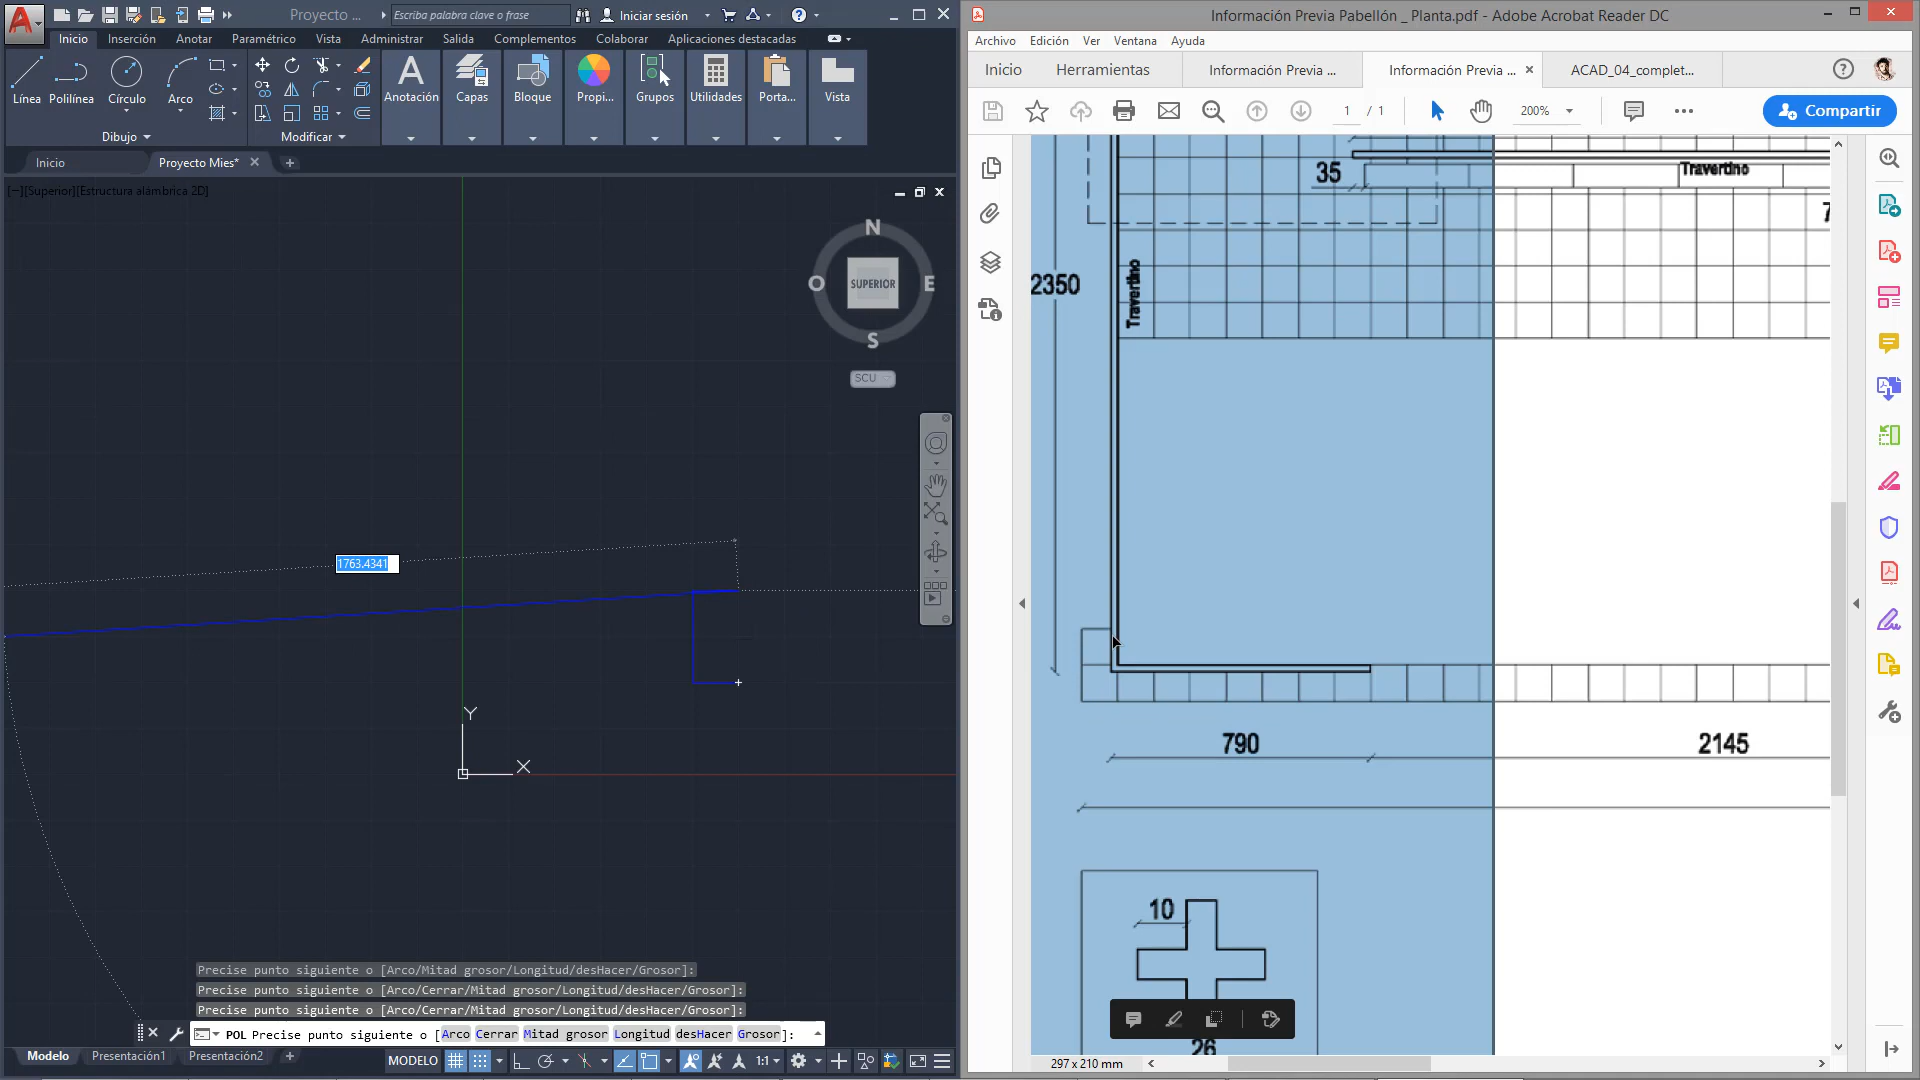 Proyecto ...
Escriba palabra clave o frase
Iniciar sesión
Inicio
Inserción
Anotar
Paramétrico
Vista
Administrar
Salida
Complementos
Colaborar
Aplicaciones destacadas
Línea
Polilínea
Círculo
Arco
Anotación
Capas
Bloque
Propi...
Grupos
Utilidades
Porta...
Vista
Dibujo
Modificar
Inicio
Proyecto Mies*
[−][Superior][Estructura alámbrica 2D]
N
O
SUPERIOR
E
S
SCU
1763.4341
Y
X
Precise punto siguiente o [Arco/Mitad grosor/Longitud/desHacer/Grosor]:
Precise punto siguiente o [Arco/Cerrar/Mitad grosor/Longitud/desHacer/Grosor]:
Precise punto siguiente o [Arco/Cerrar/Mitad grosor/Longitud/desHacer/Grosor]:
POL Precise punto siguiente o [Arco Cerrar Mitad grosor Longitud desHacer Grosor]:
Modelo
Presentación1
Presentación2
MODELO
1:1
Información Previa Pabellón _ Planta.pdf - Adobe Acrobat Reader DC
Archivo
Edición
Ver
Ventana
Ayuda
Inicio
Herramientas
Información Previa ...
Información Previa ...
ACAD_04_complet...
1 / 1
200%
Compartir
35
Travertino
7
2350
Travertino
790
2145
10
26
297 x 210 mm